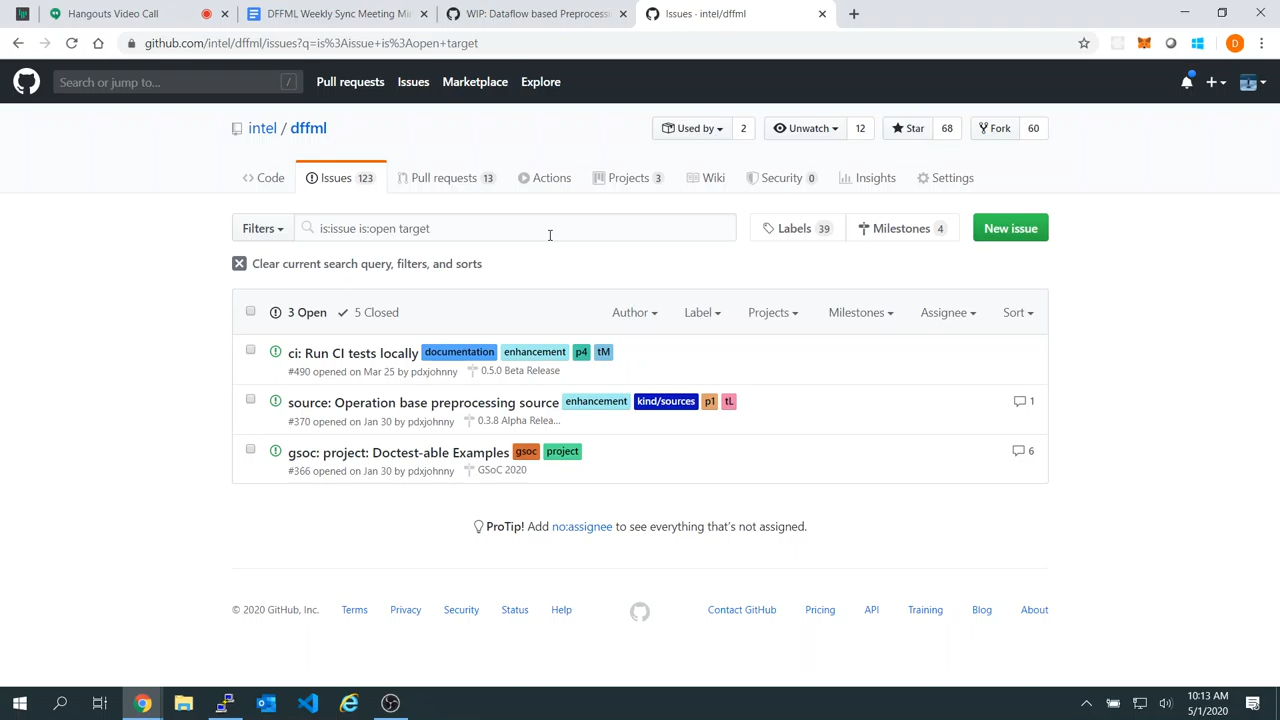 Hangouts Video Call
DFFML Weekly Sync Meeting Mi
WIP: Dataflow based Preprocess
Issues · intel/dffml
github.com/intel/dffml/issues?q=is%3Aissue+is%3Aopen+target
D
Search or jump to...
/
Pull requests
Issues
Marketplace
Explore
intel / dffml
Used by
2
Unwatch
12
Star
68
Fork
60
Code
Issues 123
Pull requests 13
Actions
Projects 3
Wiki
Security 0
Insights
Settings
Filters
is:issue is:open target
Labels 39
Milestones 4
New issue
Clear current search query, filters, and sorts
3 Open
5 Closed
Author
Label
Projects
Milestones
Assignee
Sort
ci: Run CI tests locally documentation enhancement p4 tM
#490 opened on Mar 25 by pdxjohnny 0.5.0 Beta Release
source: Operation base preprocessing source enhancement kind/sources p1 tL
1
#370 opened on Jan 30 by pdxjohnny 0.3.8 Alpha Relea...
gsoc: project: Doctest-able Examples gsoc project
6
#366 opened on Jan 30 by pdxjohnny GSoC 2020
ProTip! Add no:assignee to see everything that's not assigned.
© 2020 GitHub, Inc.
Terms
Privacy
Security
Status
Help
Contact GitHub
Pricing
API
Training
Blog
About
10:13 AM
5/1/2020